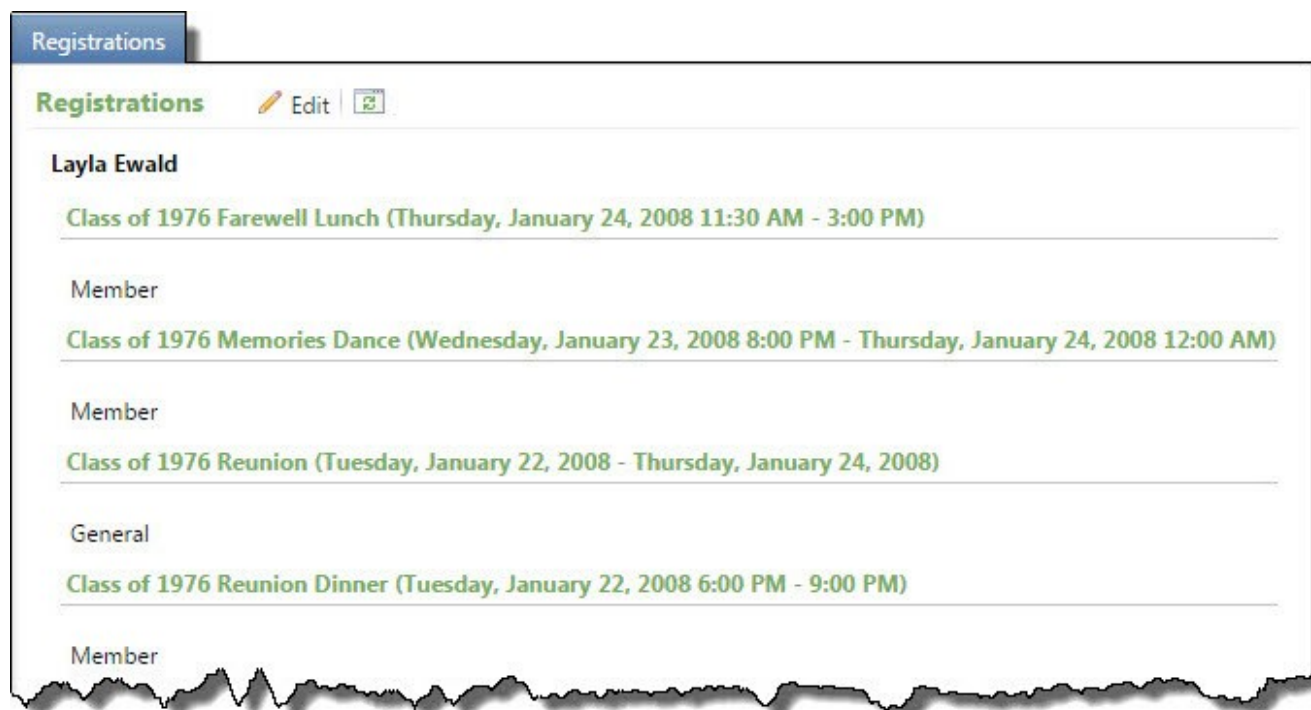 Registrations
Registrations Edit
Layla Ewald
Class of 1976 Farewell Lunch (Thursday, January 24, 2008 11:30 AM - 3:00 PM)
Member
Class of 1976 Memories Dance (Wednesday, January 23, 2008 8:00 PM - Thursday, January 24, 2008 12:00 AM)
Member
Class of 1976 Reunion (Tuesday, January 22, 2008 - Thursday, January 24, 2008)
General
Class of 1976 Reunion Dinner (Tuesday, January 22, 2008 6:00 PM - 9:00 PM)
Member